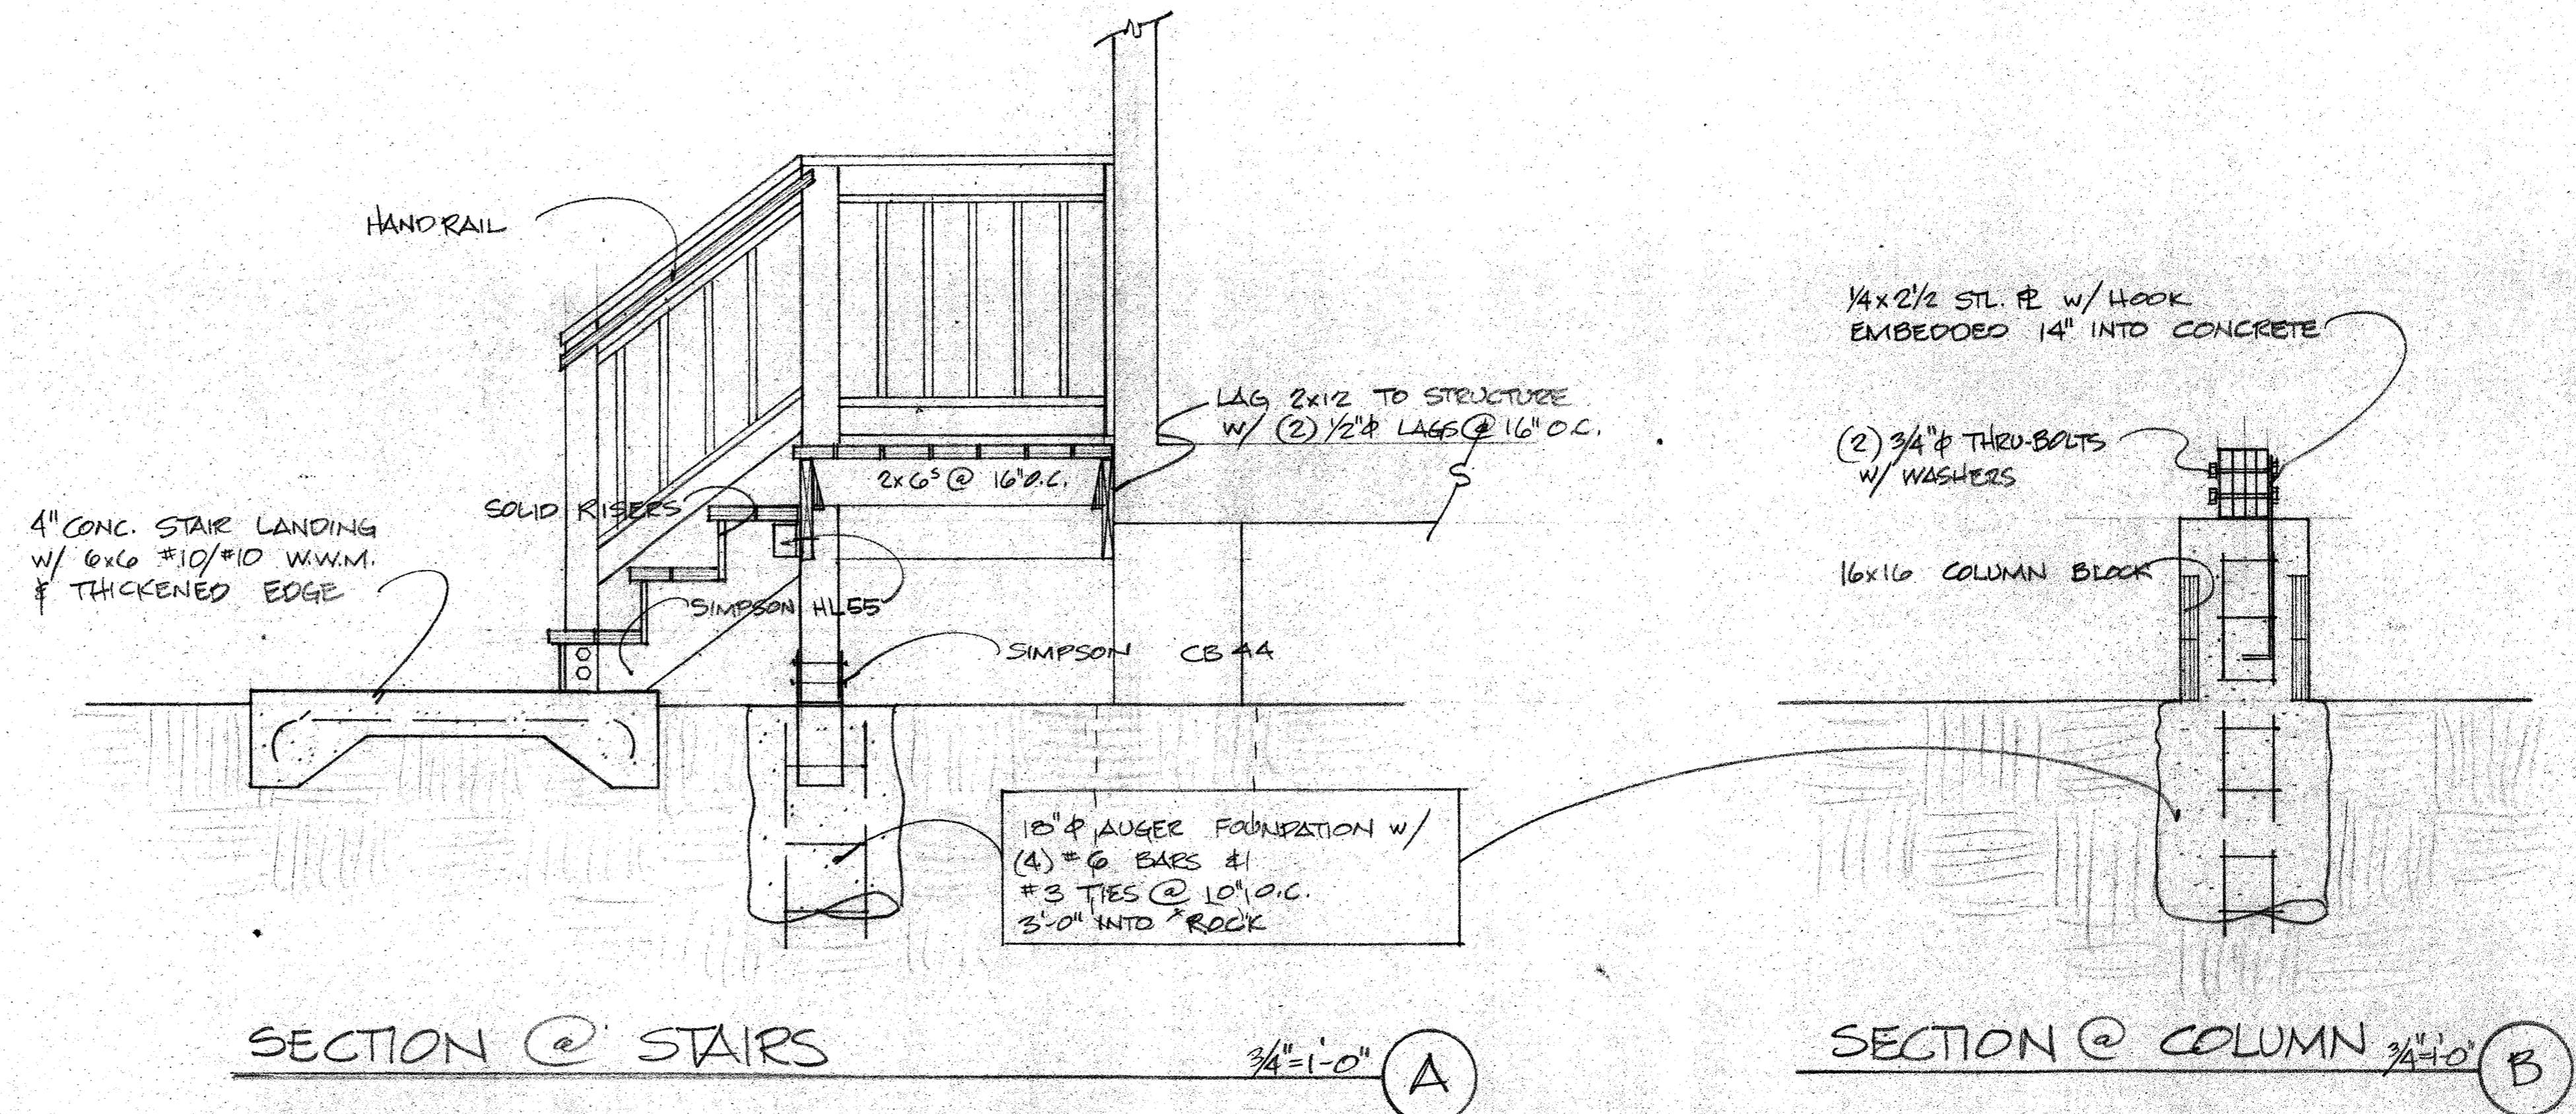 HANDRAIL
LAG 2x12 TO STRUCTURE
W/ (2) 1/2"φ LAGS @ 16" O.C.
2x6S @ 16" O.C.
SOLID RISERS
4" CONC. STAIR LANDING
W/ 6x6 #10/#10 W.W.M.
& THICKENED EDGE
SIMPSON HL55
SIMPSON CB 44
18"φ AUGER FOUNDATION W/
(4) #6 BARS &
#3 TIES @ 10" O.C.
3'-0" INTO ROCK
SECTION @ STAIRS
3/4"=1'-0"
A
1/4x2 1/2 STL. PL W/ HOOK
EMBEDDED 14" INTO CONCRETE
(2) 3/4"φ THRU-BOLTS
W/ WASHERS
16x16 COLUMN BLOCK
SECTION @ COLUMN
3/4"=1'-0"
B